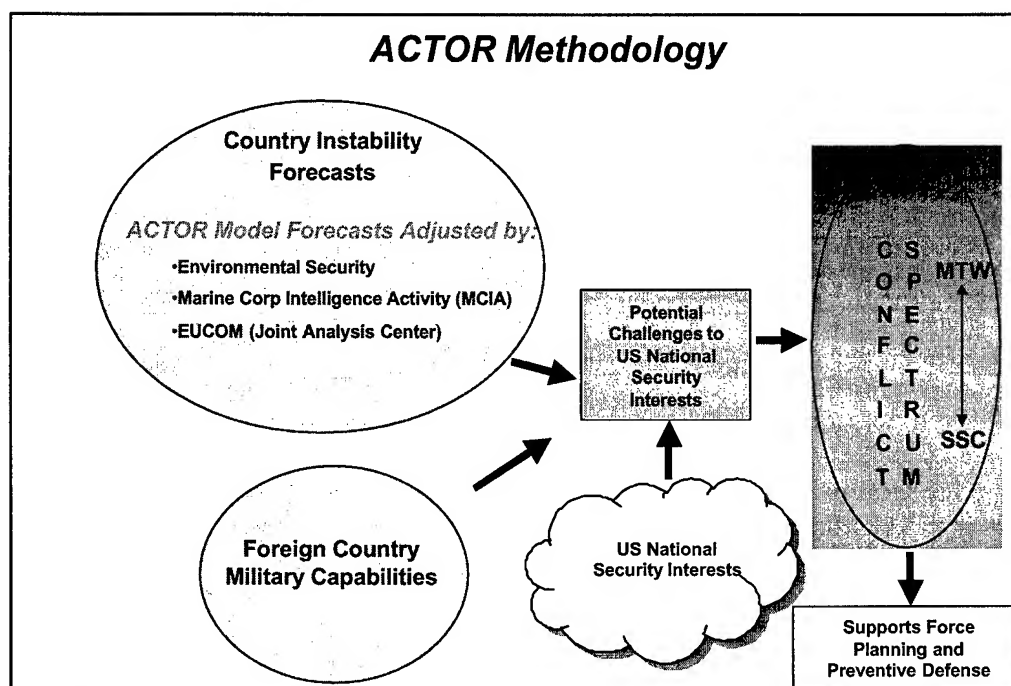 ACTOR Methodology
Country Instability
Forecasts
ACTOR Model Forecasts Adjusted by:
•Environmental Security
•Marine Corp Intelligence Activity (MCIA)
•EUCOM (Joint Analysis Center)
Foreign Country
Military Capabilities
Potential
Challenges to
US National
Security
Interests
US National
Security Interests
CONFLICT
SPECTRUM
MTW
SSC
Supports Force
Planning and
Preventive Defense